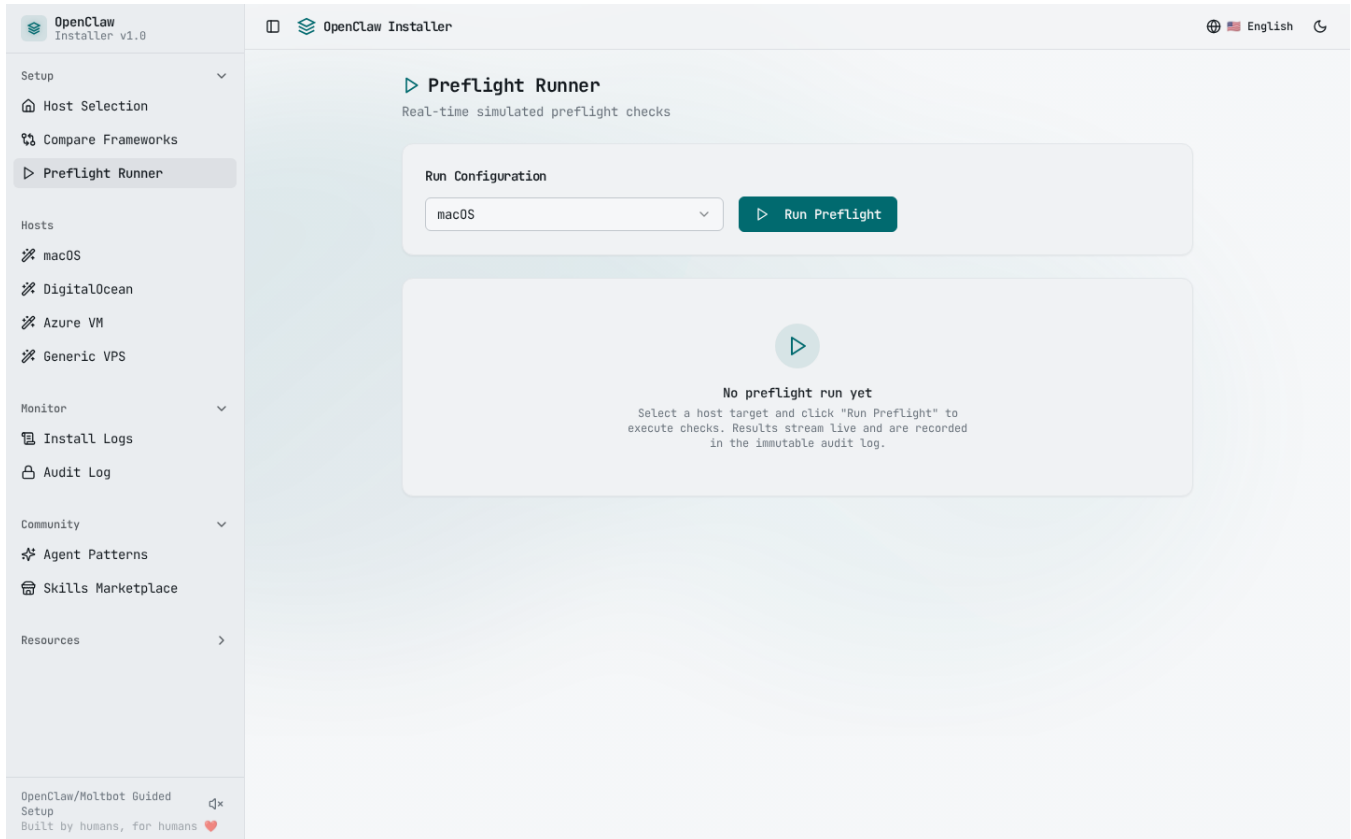 OpenClaw
Installer v1.0
Setup
Host Selection
Compare Frameworks
Preflight Runner
Hosts
macOS
DigitalOcean
Azure VM
Generic VPS
Monitor
Install Logs
Audit Log
Community
Agent Patterns
Skills Marketplace
Resources
OpenClaw/Moltbot Guided
Setup
Built by humans, for humans ❤️
OpenClaw Installer
🇺🇸 English
Preflight Runner
Real-time simulated preflight checks
Run Configuration
macOS
Run Preflight
No preflight run yet
Select a host target and click "Run Preflight" to
execute checks. Results stream live and are recorded
in the immutable audit log.